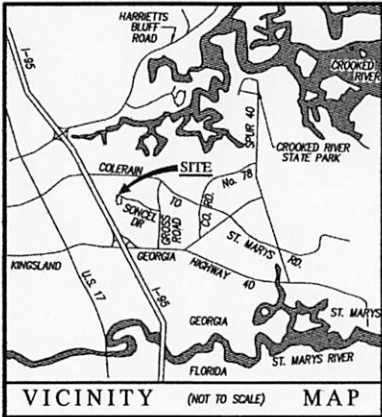 HARRIETTS
BLUFF
ROAD
I-95
CROOKED
RIVER
SPUR 40
CROOKED RIVER
STATE PARK
SITE
COLERAIN
TO
ST. MARYS
RD.
No. 78
CO. RD.
SONCEL
DR
GROSS
ROAD
KINGSLAND
GEORGIA
HIGHWAY
40
U.S. 17
I-95
GEORGIA
ST. MARYS
ST. MARYS RIVER
FLORIDA
VICINITY (NOT TO SCALE) MAP